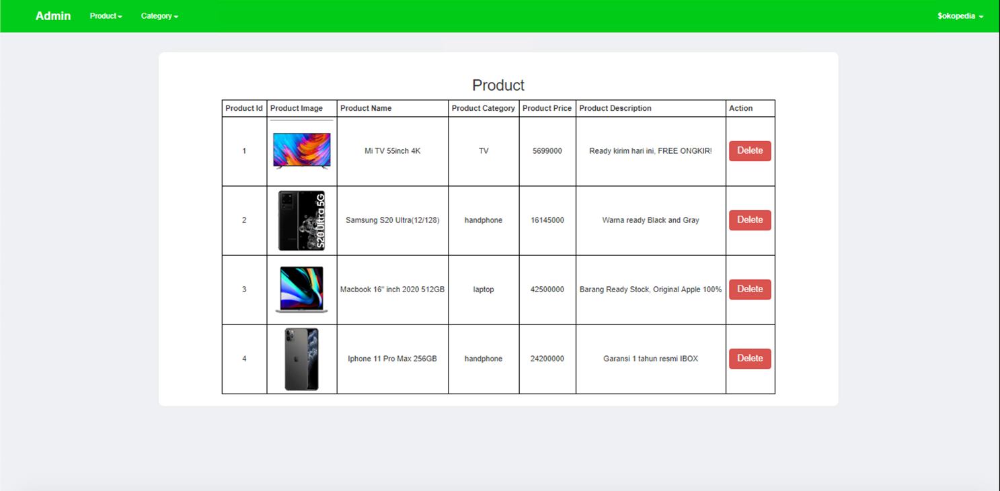 Admin Product Category $okopedia
Product
Product Id Product Image Product Name Product Category Product Price Product Description Action
1 Mi TV 55inch 4K TV 5699000 Ready kirim hari ini, FREE ONGKIR! Delete
2 S20 Ultra 5G Samsung S20 Ultra(12/128) handphone 16145000 Warna ready Black and Gray Delete
3 Macbook 16" inch 2020 512GB laptop 42500000 Barang Ready Stock, Original Apple 100% Delete
4 Iphone 11 Pro Max 256GB handphone 24200000 Garansi 1 tahun resmi IBOX Delete